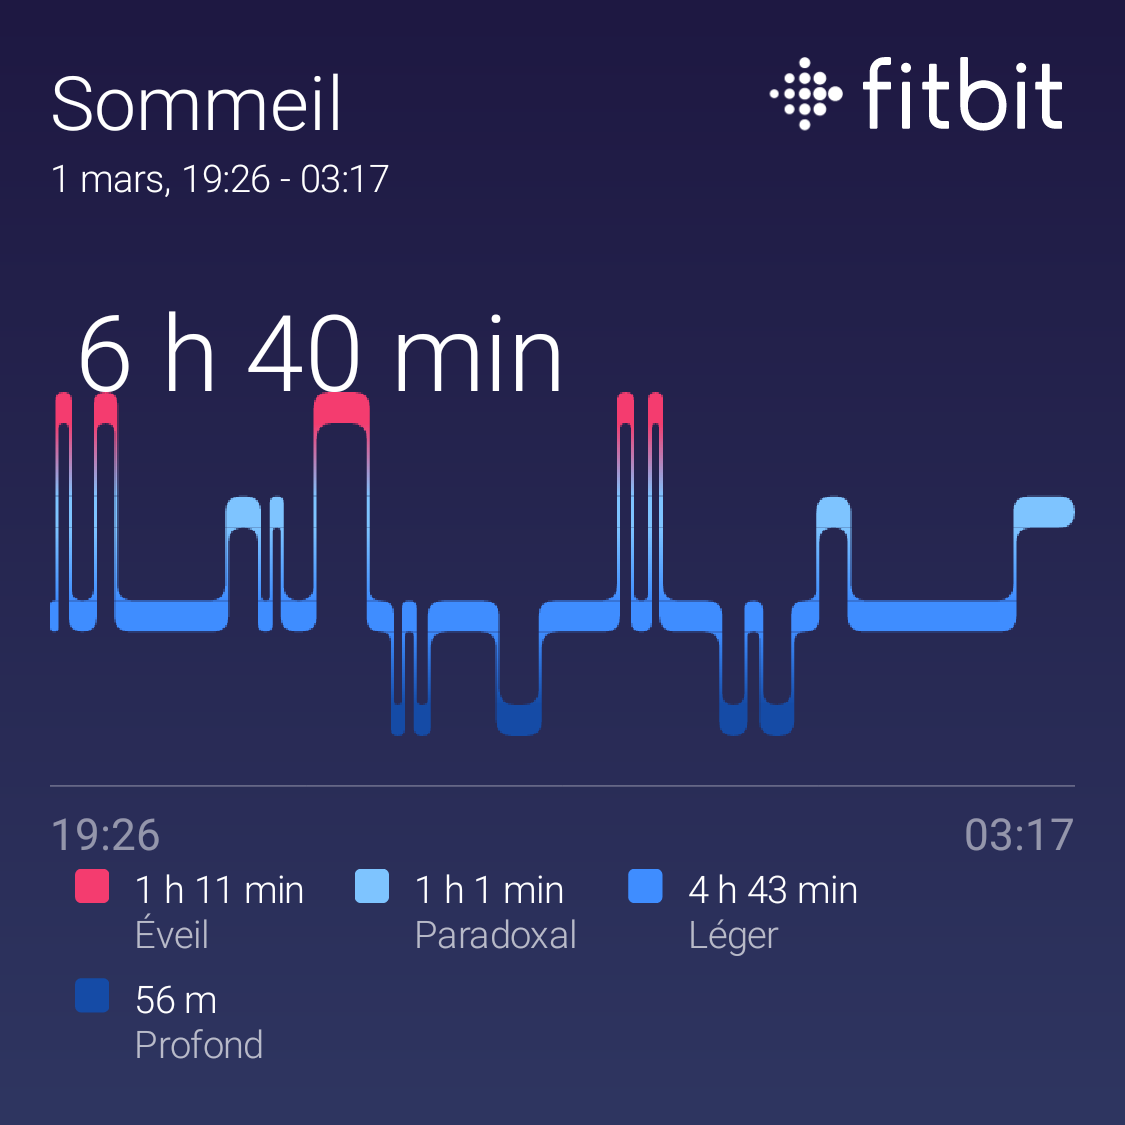 Sommeil
fitbit
1 mars, 19:26 - 03:17
6 h 40 min
19:26
03:17
1 h 11 min
Éveil
1 h 1 min
Paradoxal
4 h 43 min
Léger
56 m
Profond